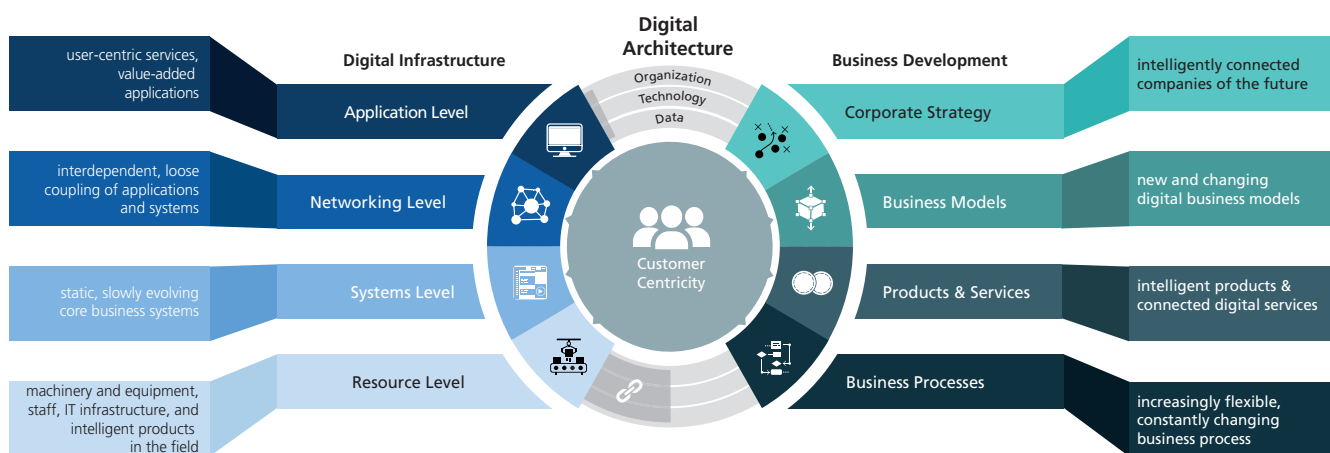 Digital
Architecture
Digital Infrastructure
Business Development
Organization
Technology
Data
user-centric services,
value-added
applications
Application Level
interdependent, loose
coupling of applications
and systems
Networking Level
static, slowly evolving
core business systems
Systems Level
machinery and equipment,
staff, IT infrastructure, and
intelligent products
in the field
Resource Level
Customer
Centricity
Corporate Strategy
intelligently connected
companies of the future
Business Models
new and changing
digital business models
Products & Services
intelligent products &
connected digital services
Business Processes
increasingly flexible,
constantly changing
business process